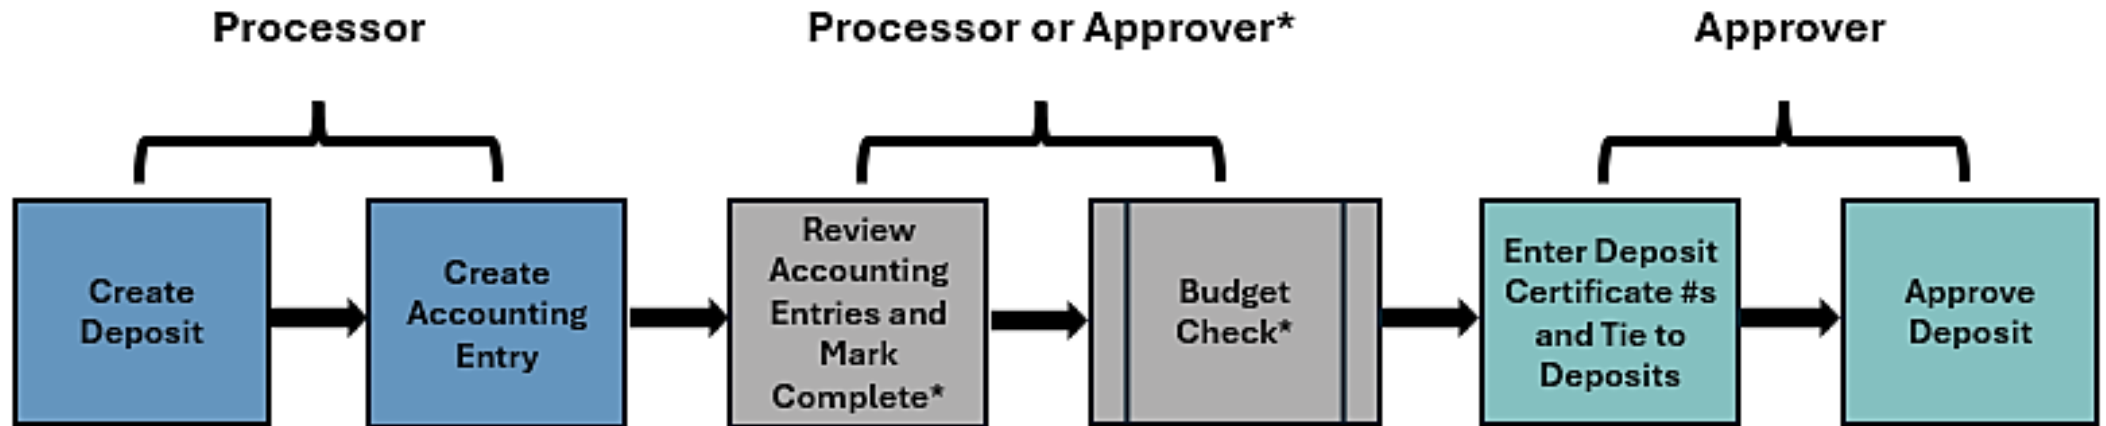 Processor
Processor or Approver*
Approver
Create
Deposit
Create
Accounting
Entry
Review
Accounting
Entries and
Mark
Complete*
Budget
Check*
Enter Deposit
Certificate #s
and Tie to
Deposits
Approve
Deposit